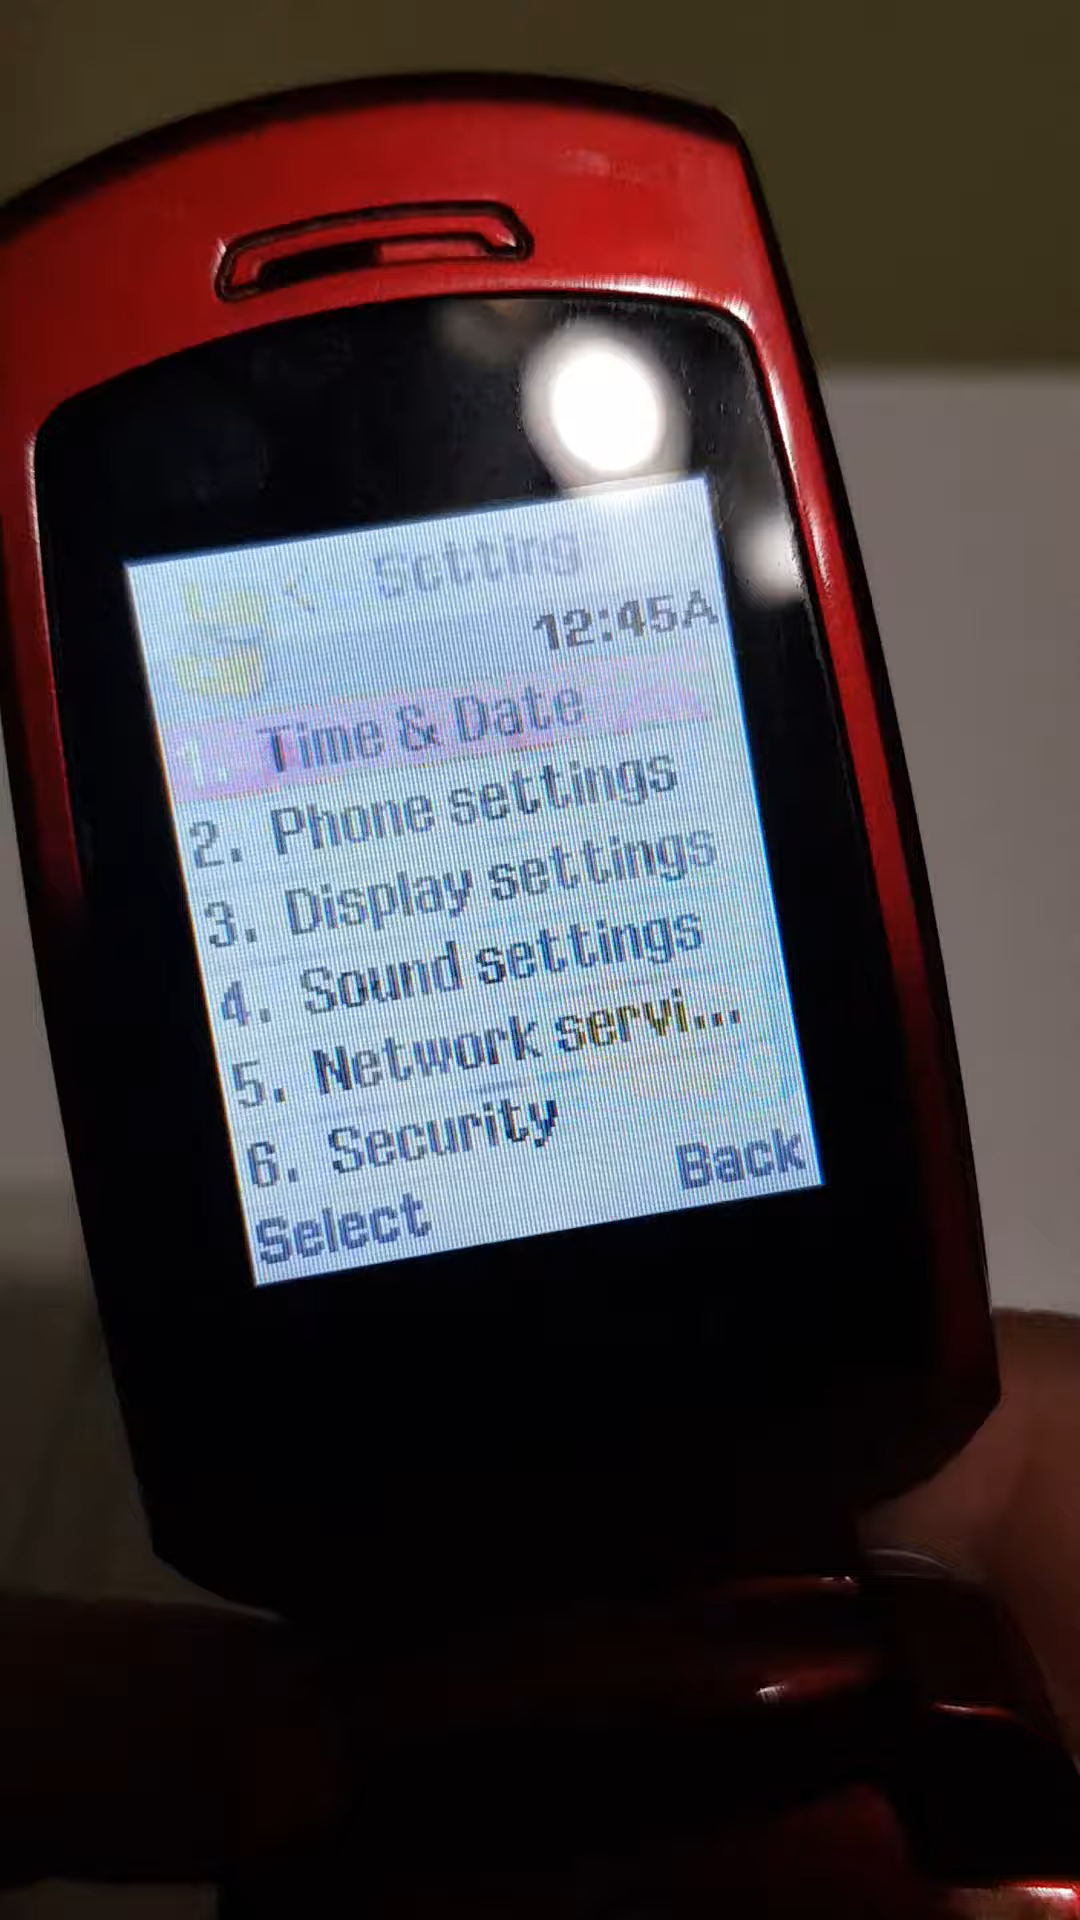 Setting
12:45A
1. Time & Date
2. Phone settings
3. Display settings
4. Sound settings
5. Network servi...
6. Security
Select Back